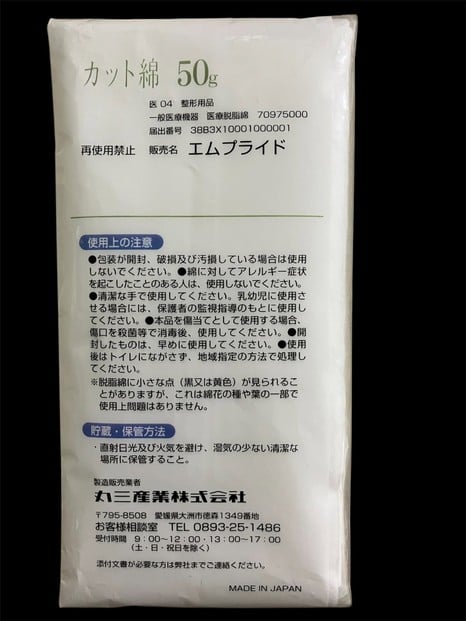 カット綿 50g
医 04 整形用品
一般医療機器 医療脱脂綿 70975000
届出番号 38B3X10001000001
再使用禁止 販売名 エムプライド
使用上の注意
●包装が開封、破損及び汚損している場合は使用
しないでください。●綿に対してアレルギー症状
を起こしたことのある人は、使用しないでください。
●清潔な手で使用してください。乳幼児に使用さ
せる場合には、保護者の監視指導のもとに使用し
てください。●本品を傷当てとして使用する場合、
傷口を殺菌等で消毒後、使用してください。●開
封したものは、早めに使用してください。●使用
後はトイレにながさず、地域指定の方法で処理し
てください。
※脱脂綿に小さな点（黒又は黄色）が見られるこ
とがありますが、これは綿花の種や葉の一部で
使用上問題はありません。
貯蔵・保管方法
・直射日光及び火気を避け、湿気の少ない清潔な
場所に保管すること。
製造販売業者
丸三産業株式会社
〒795-8508 愛媛県大洲市徳森1349番地
お客様相談室 TEL 0893-25-1486
受付時間 9：00〜12：00・13：00〜17：00
（土・日・祝日を除く）
添付文書が必要な方は弊社までご連絡ください。
MADE IN JAPAN